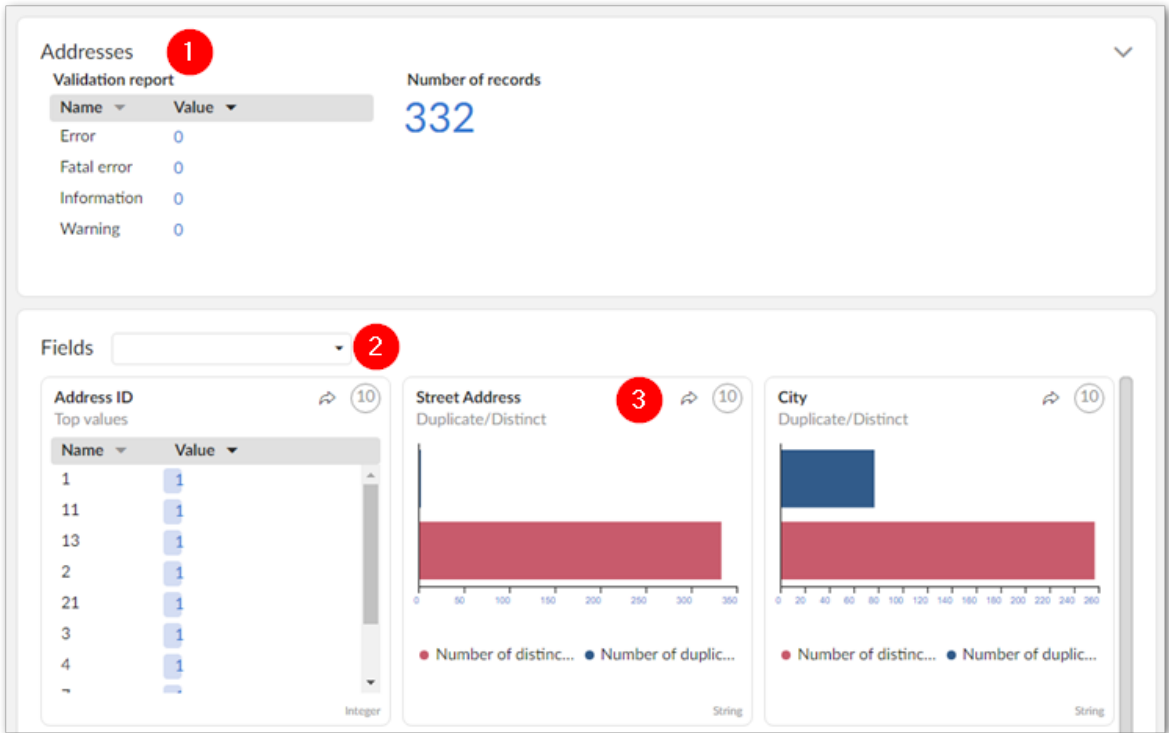 Addresses 1
Validation report
Name Value
Error 0
Fatal error 0
Information 0
Warning 0
Number of records
332
Fields 2
Address ID 10
Top values
Name Value
1 1
11 1
13 1
2 1
21 1
3 1
4 1
Integer
Street Address 3 10
Duplicate/Distinct
0 50 100 150 200 250 300 350
Number of distinc... Number of duplic...
String
City 10
Duplicate/Distinct
0 20 40 60 80 100 120 140 160 180 200 220 240 260
Number of distinc... Number of duplic...
String